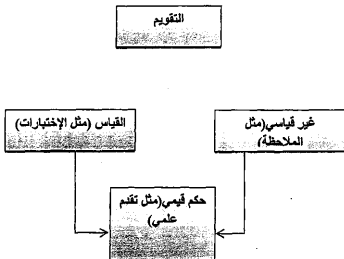 التقويم
القياس (مثل الإختبارات)
غير قياسي(مثل
الملاحظة)
حكم قيمي(مثل تقدم
علمي)